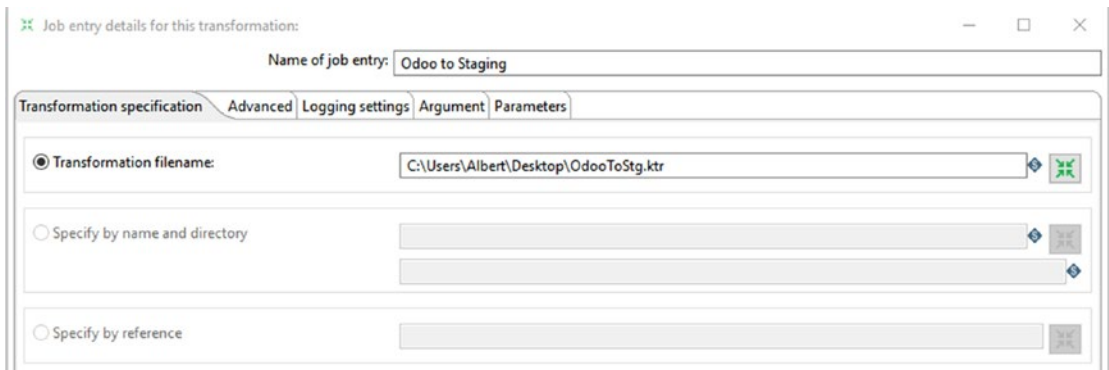 Job entry details for this transformation:
Name of job entry: Odoo to Staging
Transformation specification Advanced Logging settings Argument Parameters
Transformation filename: C:\Users\Albert\Desktop\OdooToStg.ktr
Specify by name and directory
Specify by reference